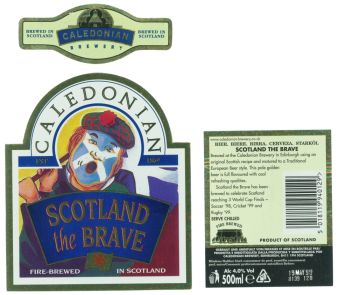 BREWED IN
SCOTLAND
CALEDONIAN
BREWERY
BREWED IN
SCOTLAND
CALEDONIAN
EST
1869
SCOTLAND
the BRAVE
FIRE-BREWED
IN SCOTLAND
www.caledonian-brewery.co.uk
BIER, BIERE, BIRRA, CERVEZA, STARKÖL
SCOTLAND THE BRAVE
Brewed at the Caledonian Brewery in Edinburgh using an
original Scottish recipe and matured to a Traditional
European Beer style. This pale golden
beer is full flavoured with cool
refreshing qualities.
Scotland the Brave has been
brewed to celebrate Scotland
reaching 3 World Cup Finals -
Soccer '98, Cricket '99 and
Rugby '99.
SERVE CHILLED
FIRE BREWED
PRODUCT OF SCOTLAND
Alc 4.0% Vol
500ml e